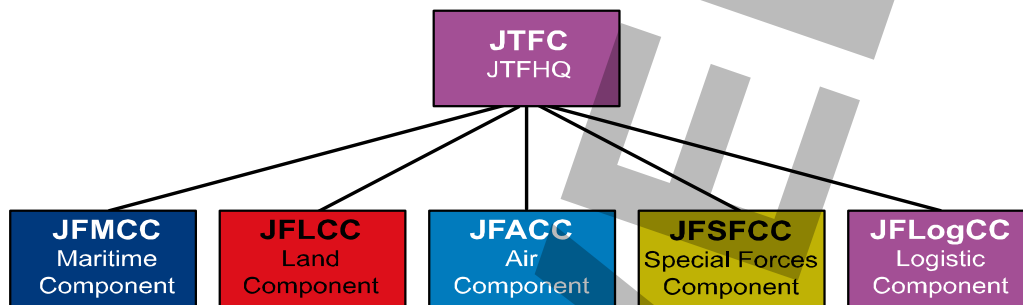 JTFC
JTFHQ
JFMCC
Maritime
Component
JFLCC
Land
Component
JFACC
Air
Component
JFSFCC
Special Forces
Component
JFLogCC
Logistic
Component